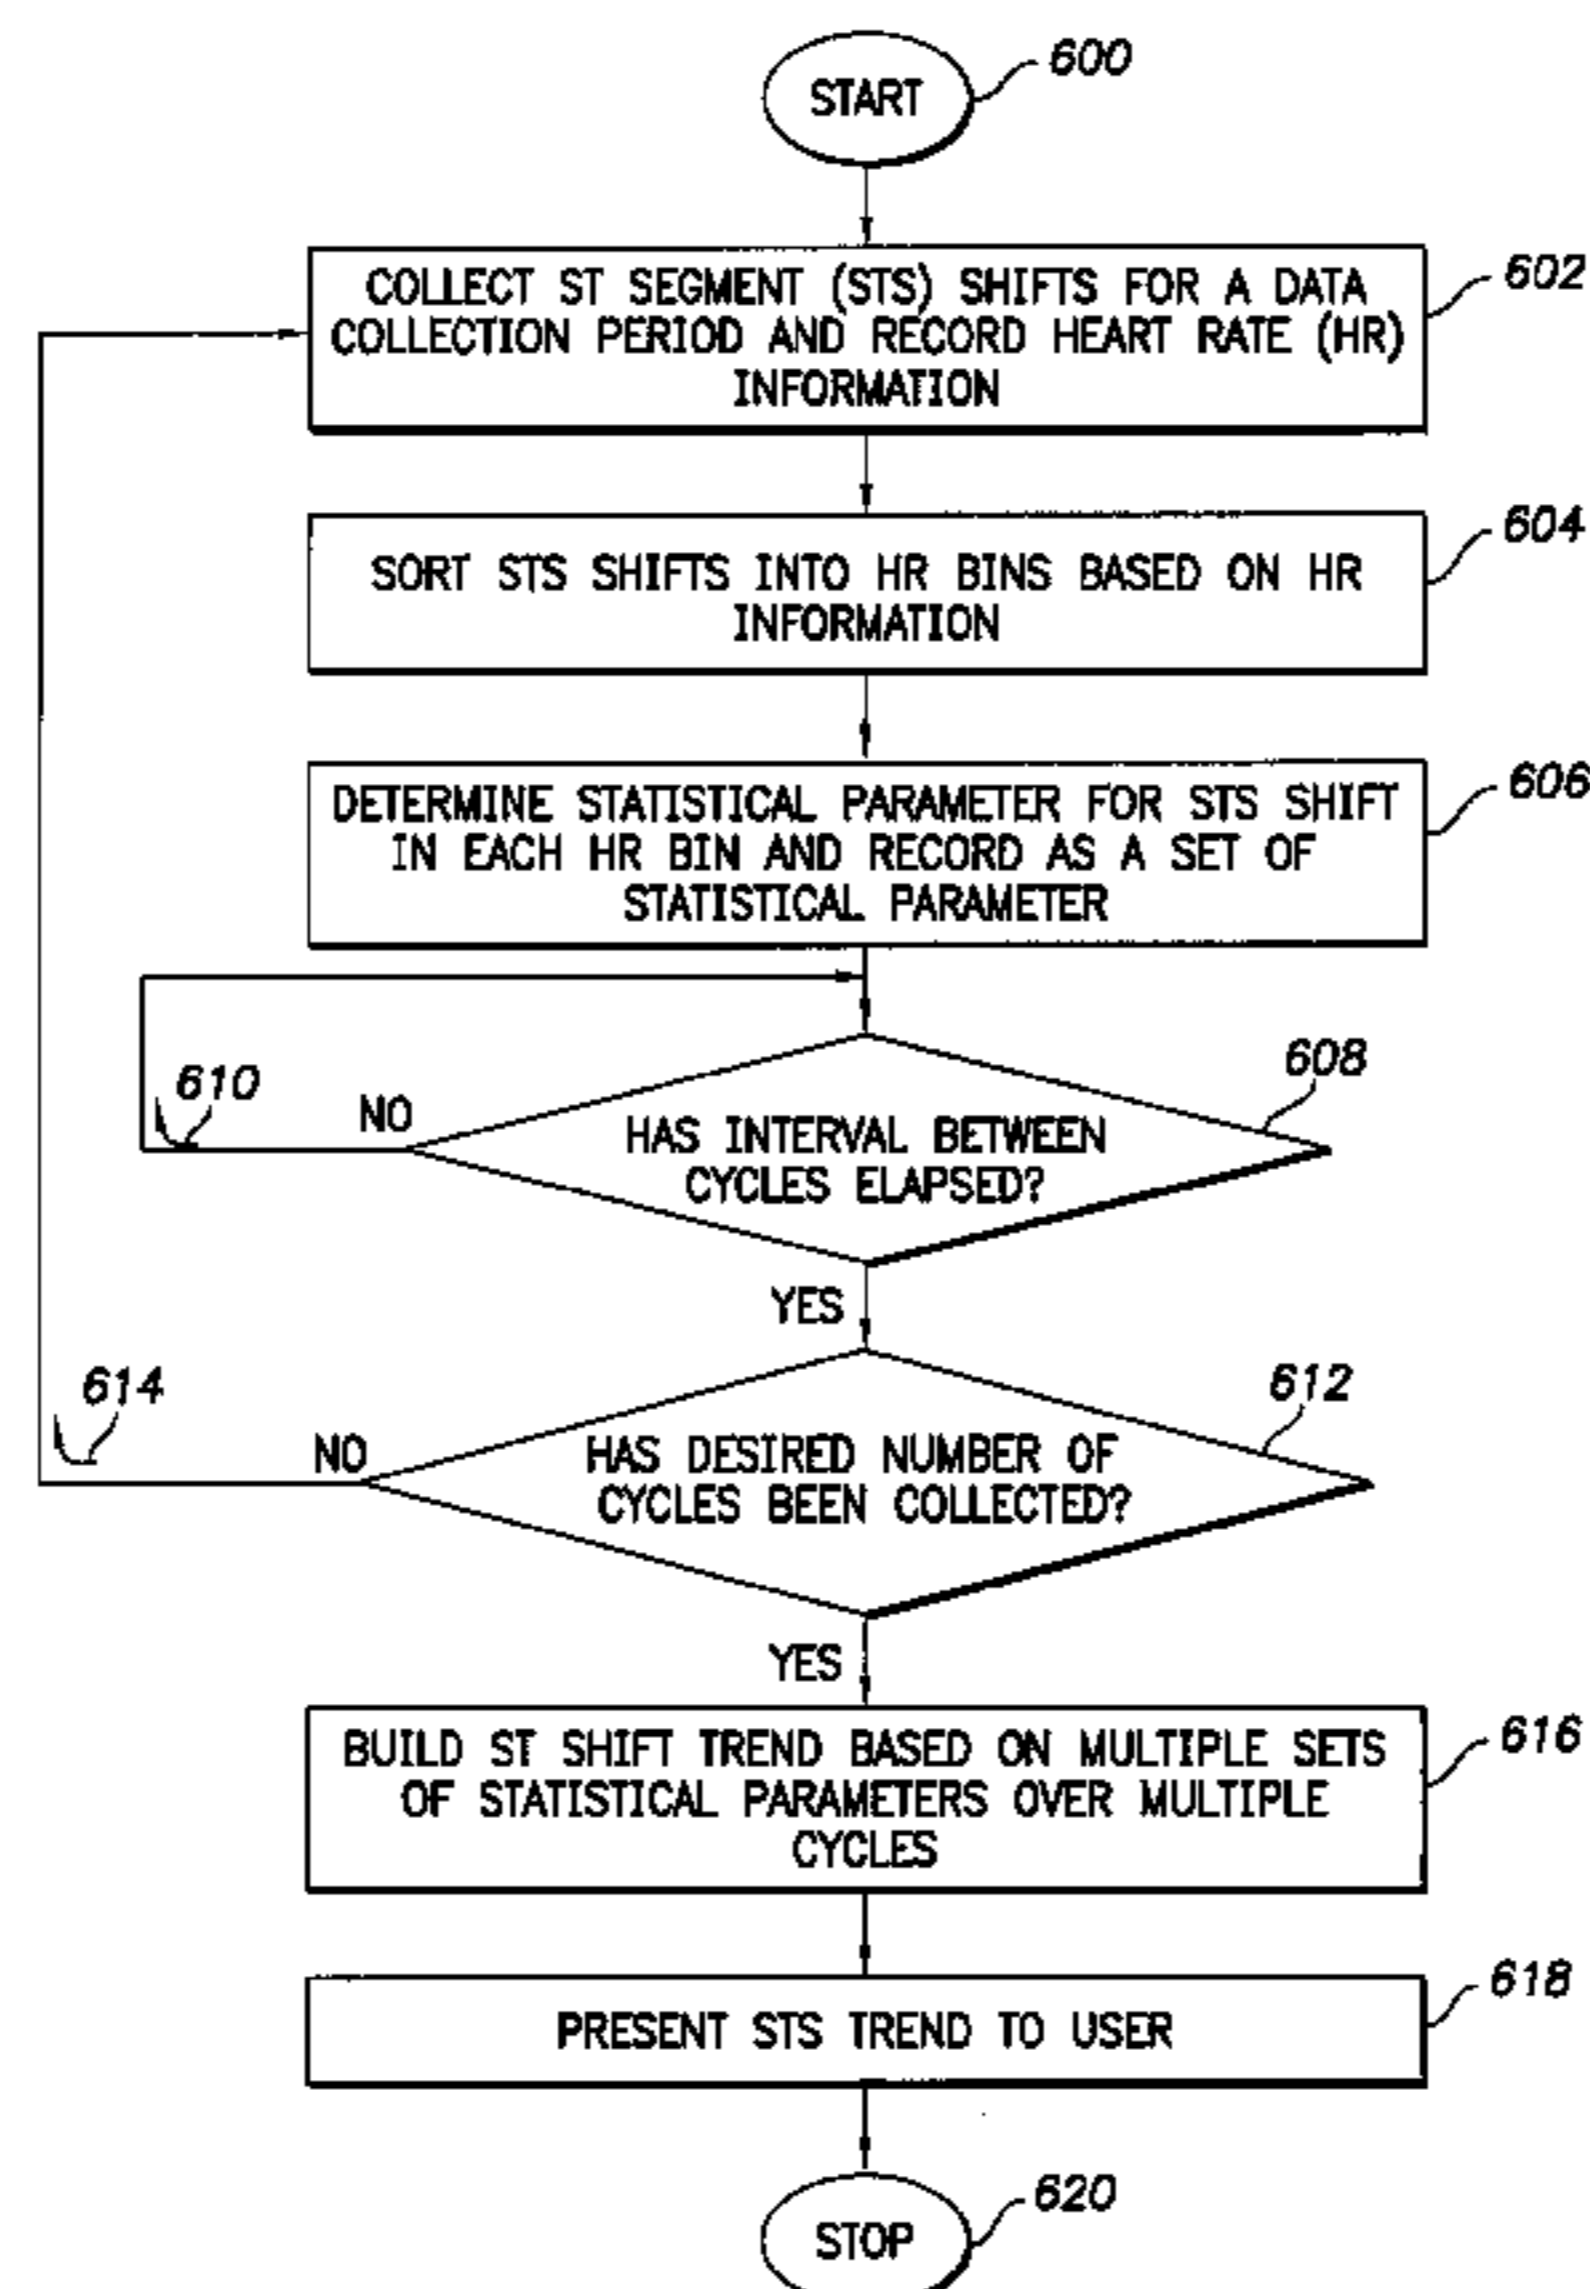 600
START
602
COLLECT ST SEGMENT (STS) SHIFTS FOR A DATA
COLLECTION PERIOD AND RECORD HEART RATE (HR)
INFORMATION
604
SORT STS SHIFTS INTO HR BINS BASED ON HR
INFORMATION
606
DETERMINE STATISTICAL PARAMETER FOR STS SHIFT
IN EACH HR BIN AND RECORD AS A SET OF
STATISTICAL PARAMETER
608
610
NO
HAS INTERVAL BETWEEN
CYCLES ELAPSED?
YES
612
614
NO
HAS DESIRED NUMBER OF
CYCLES BEEN COLLECTED?
YES
616
BUILD ST SHIFT TREND BASED ON MULTIPLE SETS
OF STATISTICAL PARAMETERS OVER MULTIPLE
CYCLES
618
PRESENT STS TREND TO USER
620
STOP